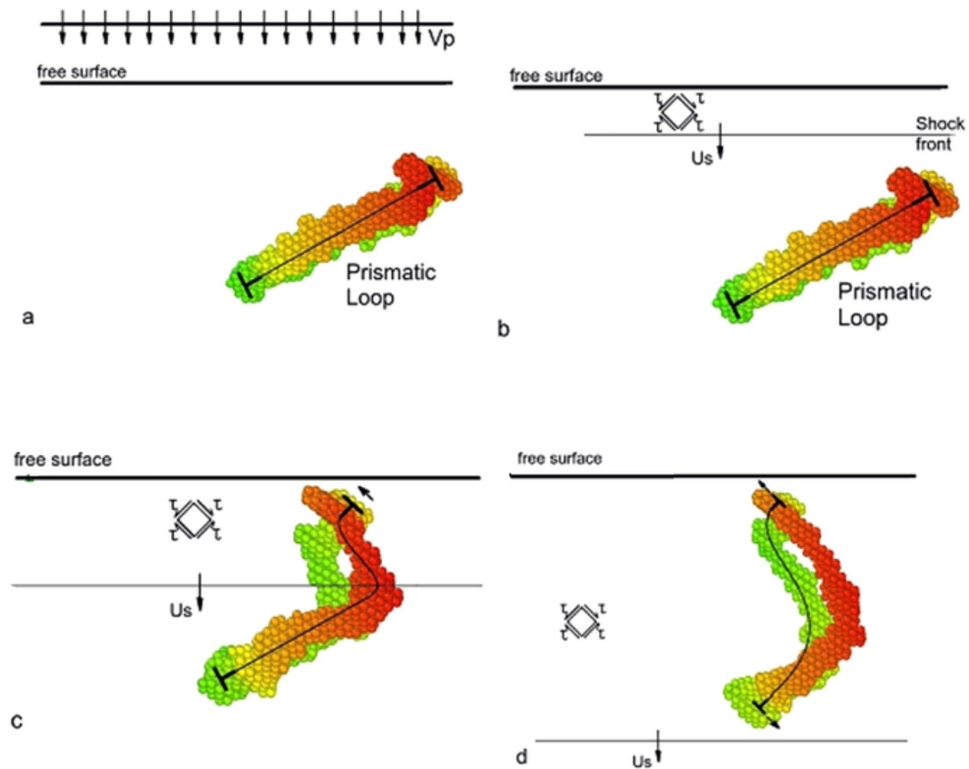 Vp
free surface
Prismatic
Loop
a
free surface
τ τ
τ τ
Shock
front
Us
Prismatic
Loop
b
free surface
τ τ
τ τ
Us
c
free surface
τ τ
τ τ
Us
d